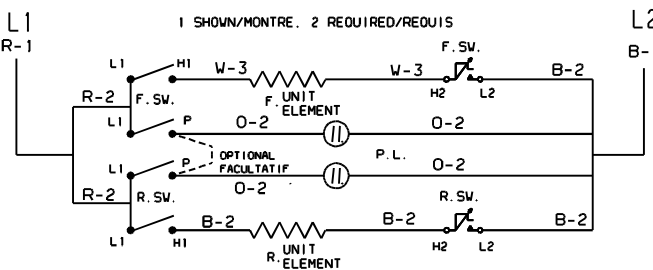 L1
1 SHOWN/MONTRE. 2 REQUIRED/REQUIS
L2
R-1
B-
L1
H1
W-3
W-3
F.SW.
B-2
R-2
F.SW.
F. UNIT ELEMENT
H2
L2
L1
P
O-2
O-2
OPTIONAL
FACULTATIF
P.L.
L1
P
O-2
O-2
R-2
R.SW.
R.SW.
B-2
B-2
B-2
L1
H1
R. UNIT ELEMENT
H2
L2